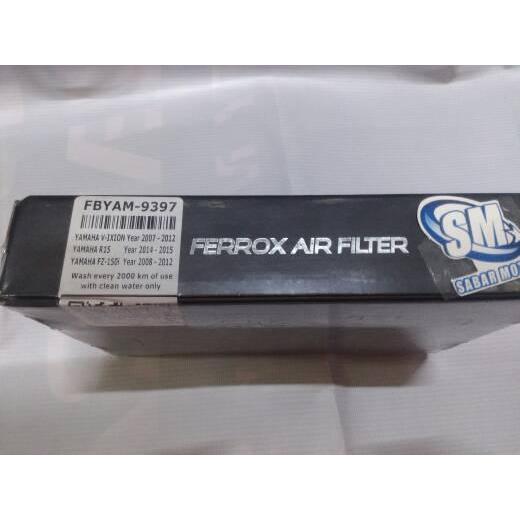 FBYAM-9397
YAMAHA V-IXION Year 2007 - 2012
YAMAHA R15 Year 2014 - 2015
YAMAHA FZ-150i Year 2008 - 2012
Wash every 2000 km of use
with clean water only
FERROX AIR FILTER
SM
SABAR MO